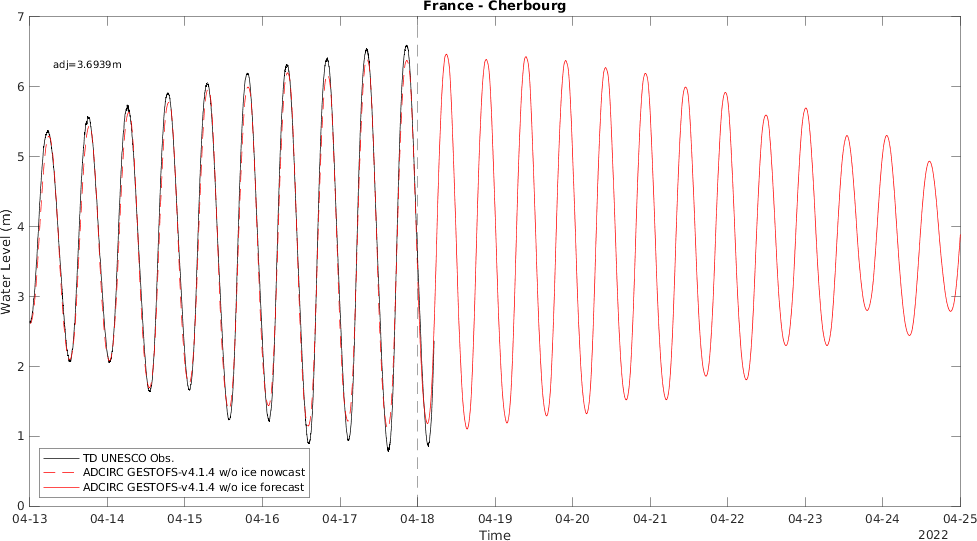 France - Cherbourg
adj=3.6939m
7
6
5
4
3
2
1
0
Water Level (m)
TD UNESCO Obs.
ADCIRC GESTOFS-v4.1.4 w/o ice nowcast
ADCIRC GESTOFS-v4.1.4 w/o ice forecast
04-13 04-14 04-15 04-16 04-17 04-18 04-19 04-20 04-21 04-22 04-23 04-24 04-25
Time
2022